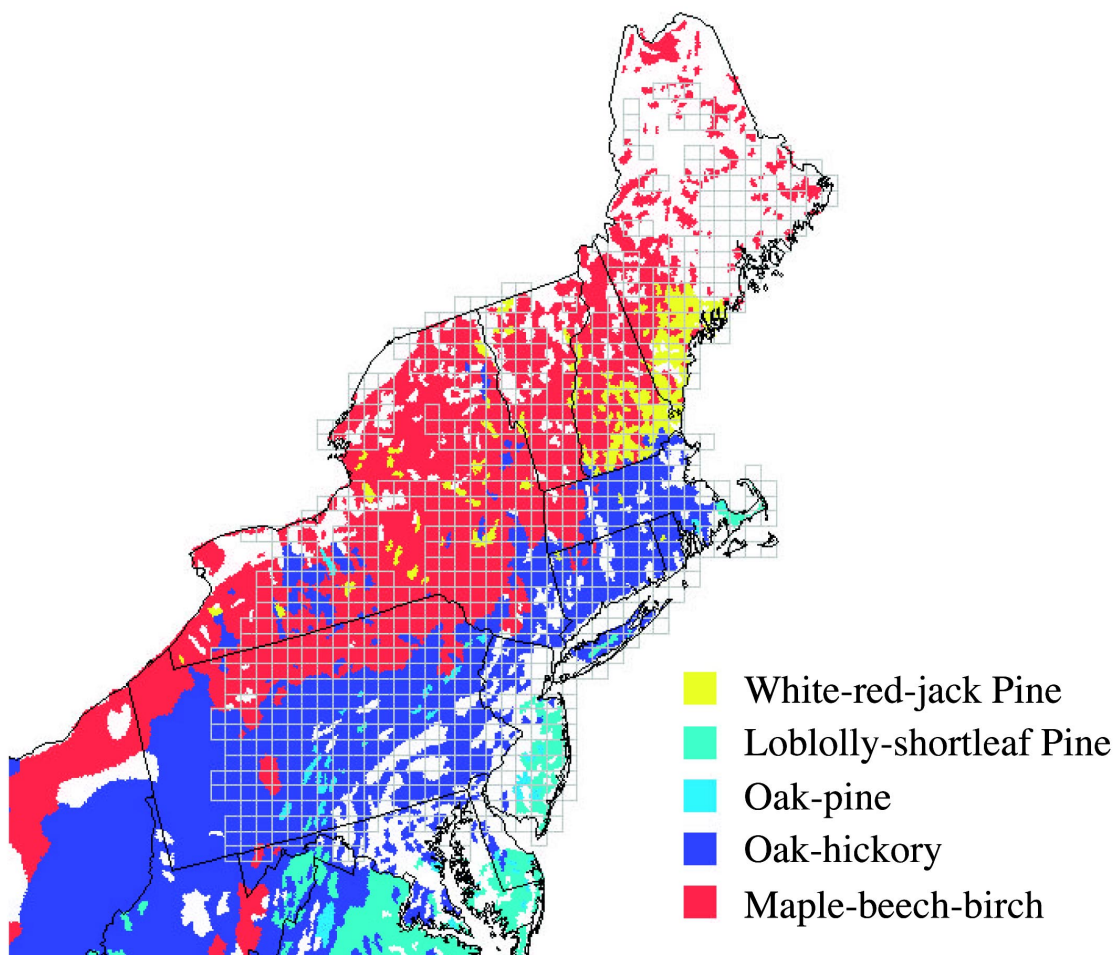 White-red-jack Pine
Loblolly-shortleaf Pine
Oak-pine
Oak-hickory
Maple-beech-birch